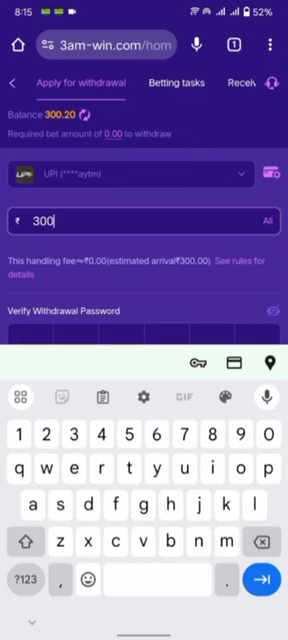 8:15
52%
3am-win.com/hom
1
Apply for withdrawal Betting tasks Receiv
Balance 300.20
Required bet amount of 0.00 to withdraw
UPI UPI (****aytm)
₹ 300 All
This handling fee≈₹0.00(estimated arrival₹300.00) See rules for
details
Verify Withdrawal Password
GIF
1 2 3 4 5 6 7 8 9 0
q w e r t y u i o p
a s d f g h j k l
z x c v b n m
?123 , .